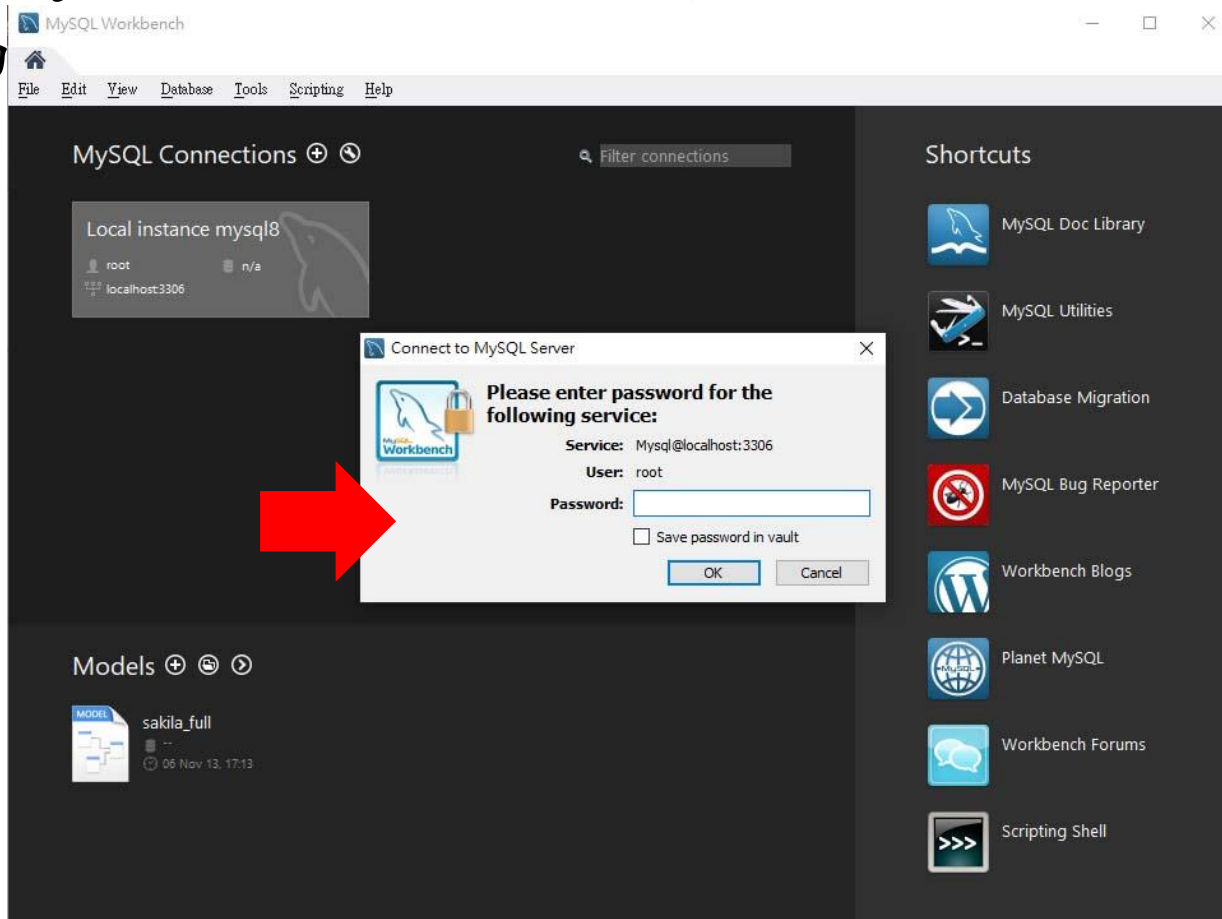 MySQL Workbench
File Edit View Database Tools Scripting Help
MySQL Connections
Filter connections
Local instance mysql8
root n/a
localhost:3306
Shortcuts
MySQL Doc Library
MySQL Utilities
Database Migration
MySQL Bug Reporter
Workbench Blogs
Planet MySQL
Workbench Forums
Scripting Shell
Connect to MySQL Server
MySQL
Workbench
Please enter password for the
following service:
Service: Mysql@localhost:3306
User: root
Password:
Save password in vault
OK Cancel
Models
MODEL
sakila_full
--
06 Nov 13, 17:13